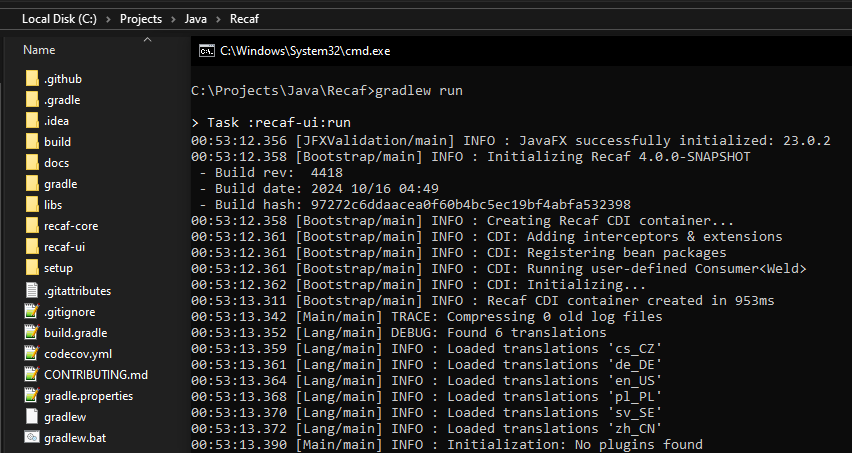 Local Disk (C:) > Projects > Java > Recaf
Name
.github
.gradle
.idea
build
docs
gradle
libs
recaf-core
recaf-ui
setup
.gitattributes
.gitignore
build.gradle
codecov.yml
CONTRIBUTING.md
gradle.properties
gradlew
gradlew.bat
C:\Windows\System32\cmd.exe
C:\Projects\Java\Recaf>gradlew run
> Task :recaf-ui:run
00:53:12.356 [JFXValidation/main] INFO : JavaFX successfully initialized: 23.0.2
00:53:12.358 [Bootstrap/main] INFO : Initializing Recaf 4.0.0-SNAPSHOT
- Build rev:  4418
- Build date: 2024 10/16 04:49
- Build hash: 97272c6ddaacea0f60b4bc5ec19bf4abfa532398
00:53:12.358 [Bootstrap/main] INFO : Creating Recaf CDI container...
00:53:12.361 [Bootstrap/main] INFO : CDI: Adding interceptors & extensions
00:53:12.361 [Bootstrap/main] INFO : CDI: Registering bean packages
00:53:12.361 [Bootstrap/main] INFO : CDI: Running user-defined Consumer<Weld>
00:53:12.362 [Bootstrap/main] INFO : CDI: Initializing...
00:53:13.311 [Bootstrap/main] INFO : Recaf CDI container created in 953ms
00:53:13.342 [Main/main] TRACE: Compressing 0 old log files
00:53:13.352 [Lang/main] DEBUG: Found 6 translations
00:53:13.359 [Lang/main] INFO : Loaded translations 'cs_CZ'
00:53:13.361 [Lang/main] INFO : Loaded translations 'de_DE'
00:53:13.364 [Lang/main] INFO : Loaded translations 'en_US'
00:53:13.368 [Lang/main] INFO : Loaded translations 'pl_PL'
00:53:13.370 [Lang/main] INFO : Loaded translations 'sv_SE'
00:53:13.372 [Lang/main] INFO : Loaded translations 'zh_CN'
00:53:13.390 [Main/main] INFO : Initialization: No plugins found